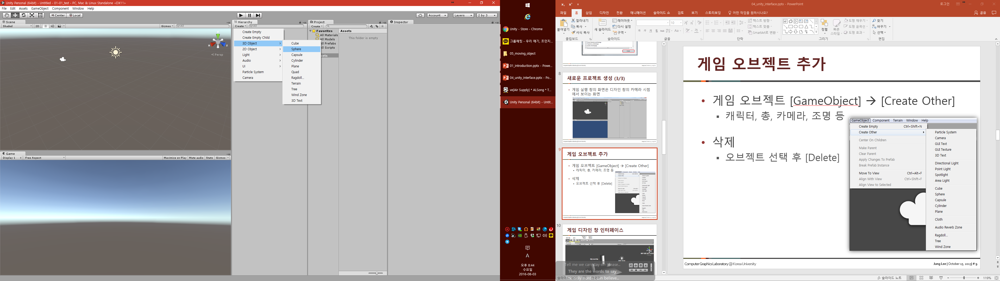 Unity Personal (64bit) - Untitled - 01-01_test - PC, Mac & Linux Standalone <DX11>
File Edit Assets GameObject Component Window Help
Center Local
Account Layers 2 by 3
Scene
Shaded 2D Gizmos All
Persp
Game
Display 1 Free Aspect Maximize on Play Mute audio Stats Gizmos
Hierarchy
Create All
Create Empty
Create Empty Child
3D Object
2D Object
Light
Audio
UI
Particle System
Camera
Cube
Sphere
Capsule
Cylinder
Plane
Quad
Ragdoll...
Terrain
Tree
Wind Zone
3D Text
Project
Create
Favorites
All Materials
All Models
All Prefabs
All Scripts
Assets
This folder is empty
Inspector
Unity - Store - Chrome
그룹채팅 - 우리 얘기, 조민지...
05_moving_object
01_introduction.pptx - Powe...
04_unity_interface.pptx - Po...
ve[Air Supply] * ALSong * T...
Unity Personal (64bit) - Untit...
A
오후 8:44
수요일
2016-08-03
04_unity_interface.pptx - PowerPoint
로그인
파일 홈 삽입 디자인 전환 애니메이션 슬라이드 쇼 검토 보기 스토리보딩 어떤 작업을 원하시나요?
공유
붙여넣기
잘라내기
복사
서식 복사
클립보드
새 슬라이드
레이아웃
다시 설정
구역
슬라이드
10
글꼴
텍스트 방향
텍스트 맞춤
SmartArt로 변환
단락
정렬
빠른 스타일
도형 채우기
도형 윤곽선
도형 효과
그리기
찾기
바꾸기
선택
편집
8
새로운 프로젝트 생성 (3/3)
게임 실행 창의 화면은 디자인 창의 카메라 시점
에서 보이는 화면
9
게임 오브젝트 추가
게임 오브젝트 [GameObject] → [Create Other]
캐릭터, 총, 카메라, 조명 등
삭제
오브젝트 선택 후 [Delete]
10
게임 디자인 창 인터페이스
Tell me we can stay oh please...
They are the words to say
게임 오브젝트 추가
• 게임 오브젝트 [GameObject] → [Create Other]
▪ 캐릭터, 총, 카메라, 조명 등
• 삭제
▪ 오브젝트 선택 후 [Delete]
GameObject Component Terrain Window Help
Create Empty Ctrl+Shift+N
Create Other
Center On Children
Make Parent
Clear Parent
Apply Changes To Prefab
Break Prefab Instance
Move To View Ctrl+Alt+F
Align With View Ctrl+Shift+F
Align View to Selected
Particle System
Camera
GUI Text
GUI Texture
3D Text
Directional Light
Point Light
Spotlight
Area Light
Cube
Sphere
Capsule
Cylinder
Plane
Cloth
Audio Reverb Zone
Ragdoll...
Tree
Wind Zone
Computer Graphics Laboratory @ Korea University
Jung Lee | October 15, 2013 | # 9
슬라이드 노트
119%